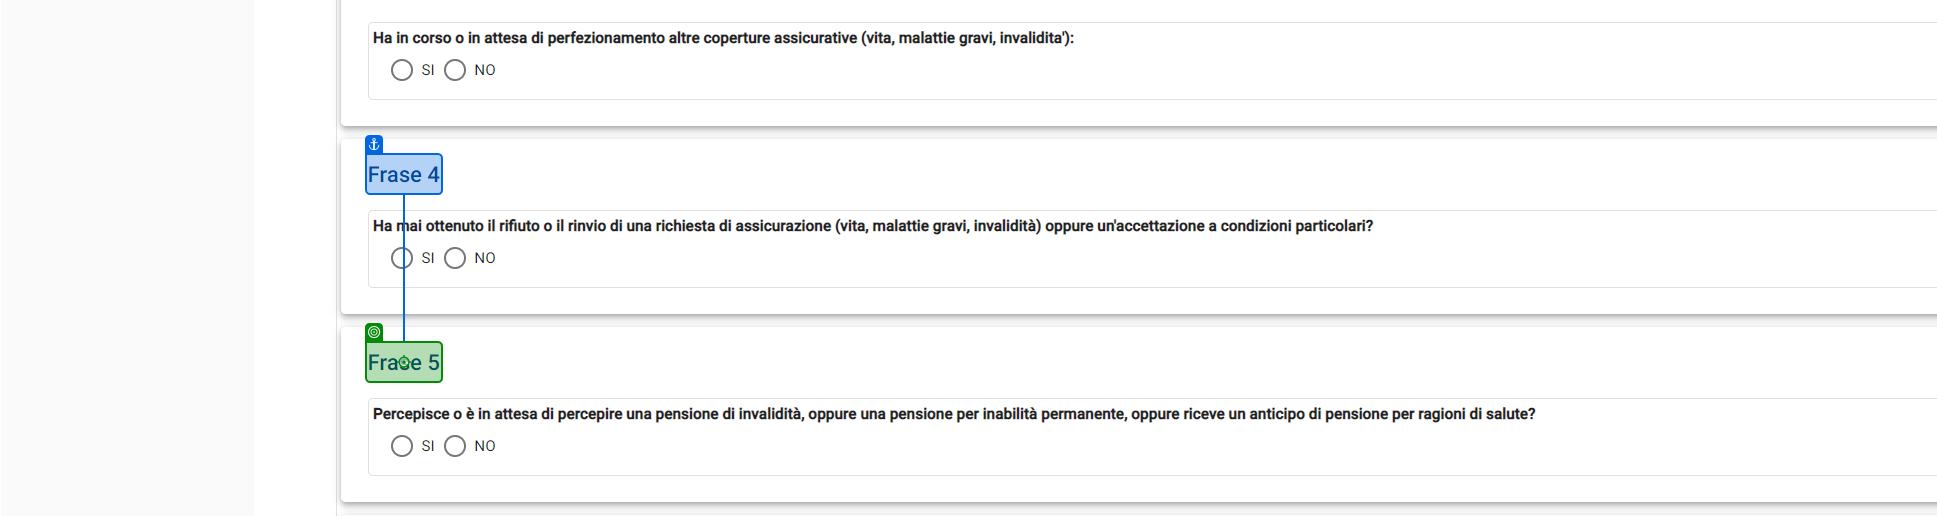 Ha in corso o in attesa di perfezionamento altre coperture assicurative (vita, malattie gravi, invalidita'):
SI NO
Frase 4
Ha mai ottenuto il rifiuto o il rinvio di una richiesta di assicurazione (vita, malattie gravi, invalidità) oppure un'accettazione a condizioni particolari?
SI NO
Frase 5
Percepisce o è in attesa di percepire una pensione di invalidità, oppure una pensione per inabilità permanente, oppure riceve un anticipo di pensione per ragioni di salute?
SI NO